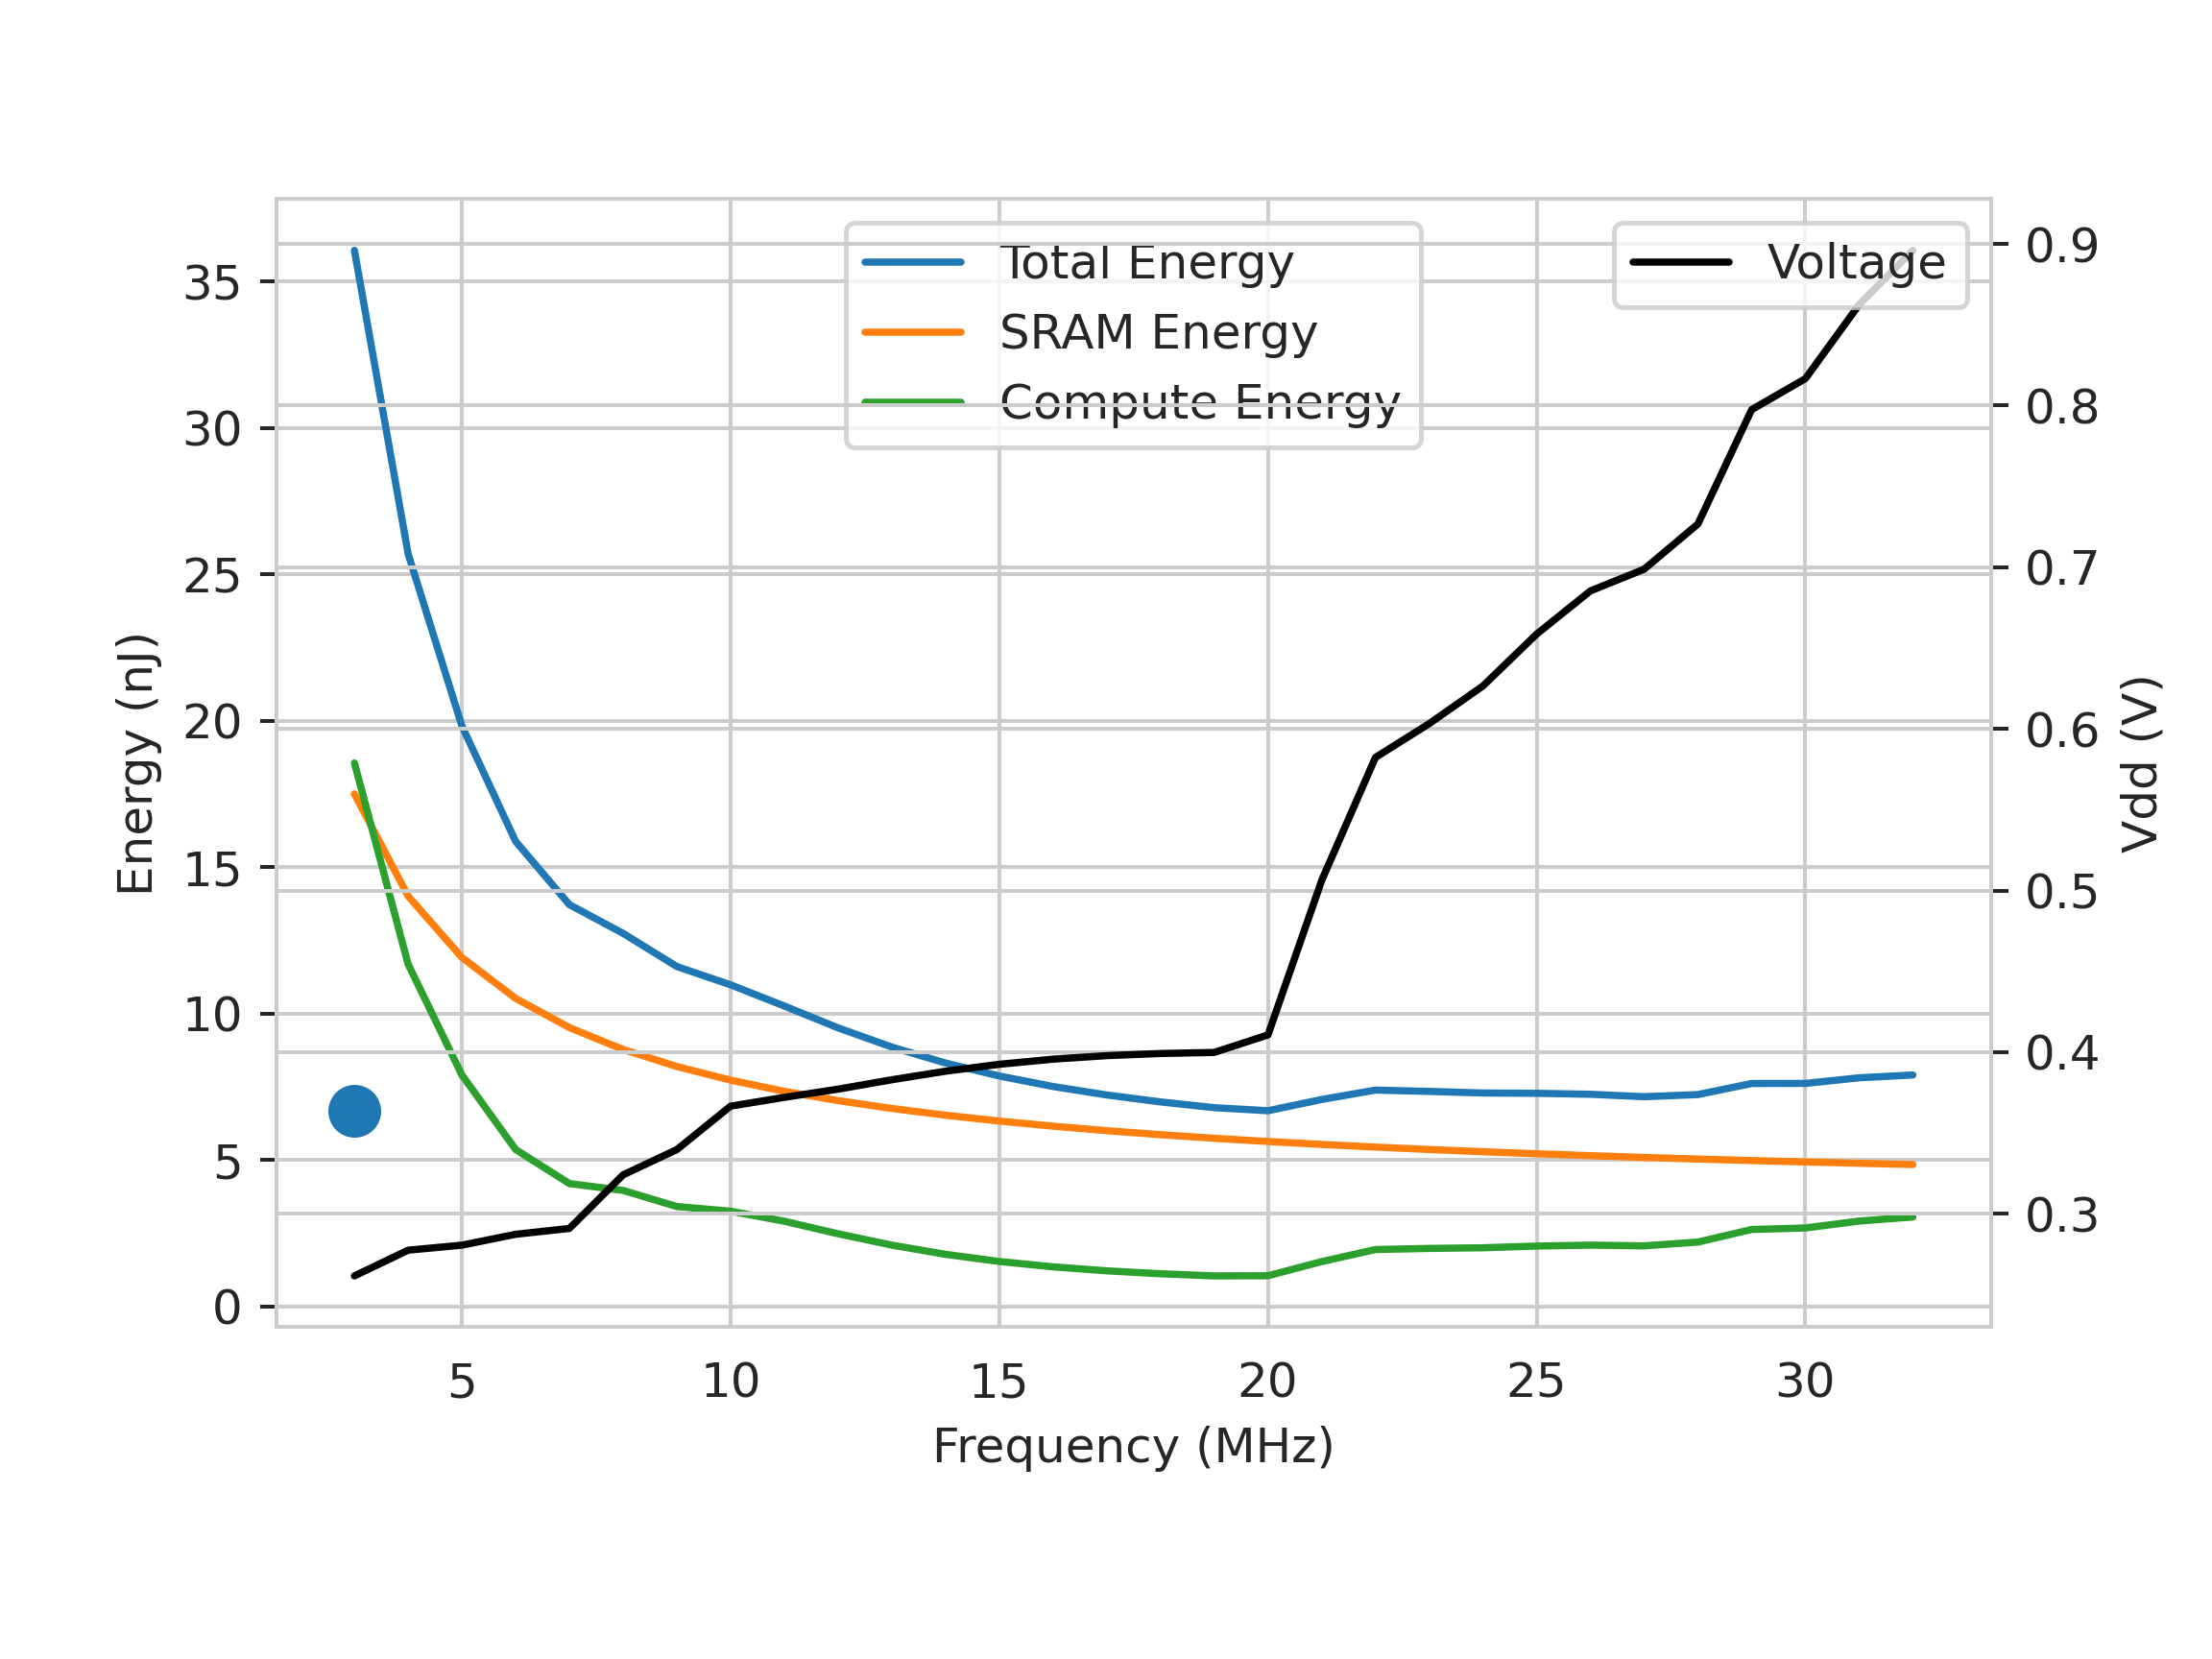 Total Energy
SRAM Energy
Compute Energy
Voltage
Energy (nJ)
35
30
25
20
15
10
5
0
0.9
0.8
0.7
0.6
0.5
0.4
0.3
Vdd (V)
5 10 15 20 25 30
Frequency (MHz)